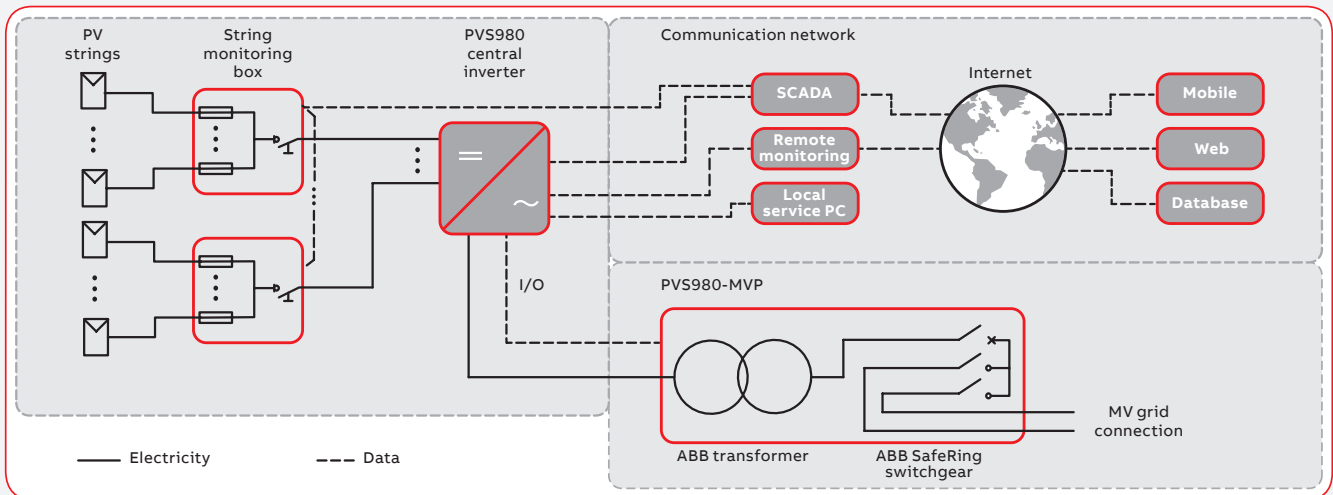 PV
strings
String
monitoring
box
PVS980
central
inverter
Communication network
SCADA
Remote
monitoring
Local
service PC
Internet
Mobile
Web
Database
I/O
PVS980-MVP
ABB transformer
ABB SafeRing
switchgear
MV grid
connection
Electricity
Data